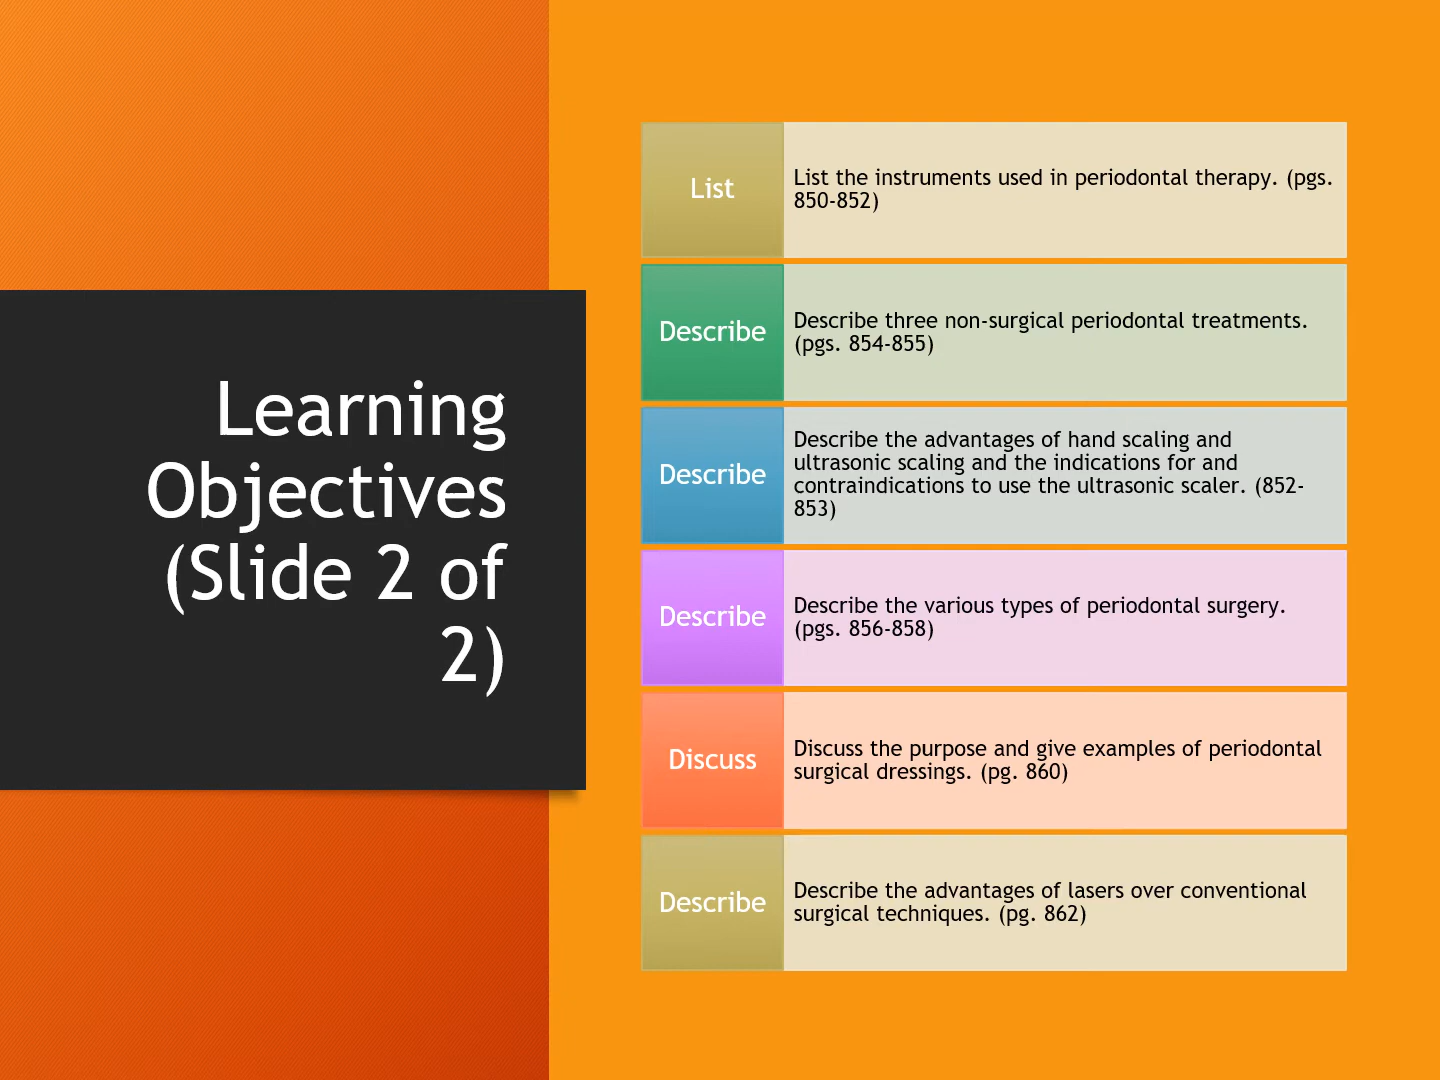 Learning
Objectives
(Slide 2 of
2)
List
List the instruments used in periodontal therapy. (pgs.
850-852)
Describe
Describe three non-surgical periodontal treatments.
(pgs. 854-855)
Describe
Describe the advantages of hand scaling and
ultrasonic scaling and the indications for and
contraindications to use the ultrasonic scaler. (852-
853)
Describe
Describe the various types of periodontal surgery.
(pgs. 856-858)
Discuss
Discuss the purpose and give examples of periodontal
surgical dressings. (pg. 860)
Describe
Describe the advantages of lasers over conventional
surgical techniques. (pg. 862)